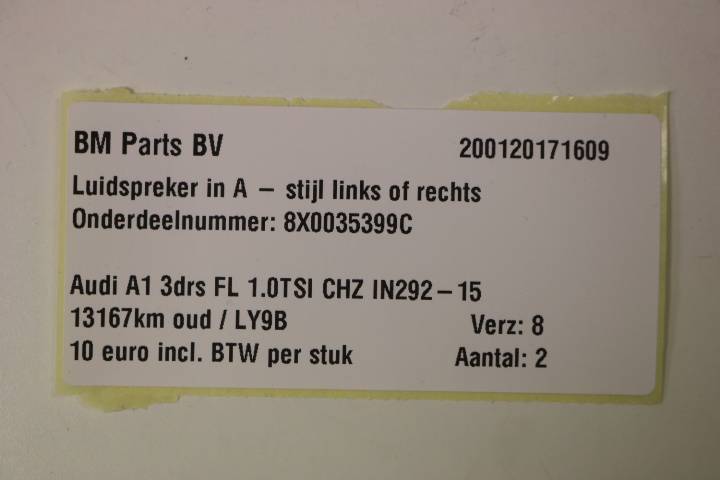 BM Parts BV 200120171609
Luidspreker in A – stijl links of rechts
Onderdeelnummer: 8X0035399C
Audi A1 3drs FL 1.0TSI CHZ IN292–15
13167km oud / LY9B Verz: 8
10 euro incl. BTW per stuk Aantal: 2